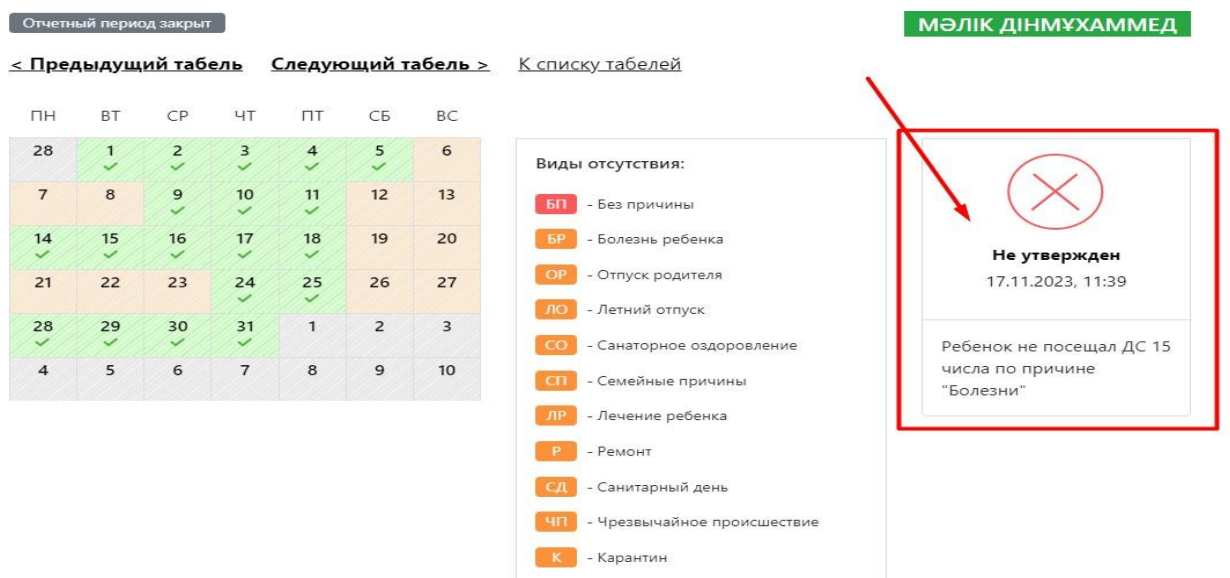 Отчетный период закрыт
МӘЛІК ДІНМҰХАММЕД
< Предыдущий табель Следующий табель > К списку табелей
ПН ВТ СР ЧТ ПТ СБ ВС
28 1 2 3 4 5 6
7 8 9 10 11 12 13
14 15 16 17 18 19 20
21 22 23 24 25 26 27
28 29 30 31 1 2 3
4 5 6 7 8 9 10
Виды отсутствия:
БП - Без причины
БР - Болезнь ребенка
ОР - Отпуск родителя
ЛО - Летний отпуск
СО - Санаторное оздоровление
СП - Семейные причины
ЛР - Лечение ребенка
Р - Ремонт
СД - Санитарный день
ЧП - Чрезвычайное происшествие
К - Карантин
Не утвержден
17.11.2023, 11:39
Ребенок не посещал ДС 15
числа по причине
"Болезни"